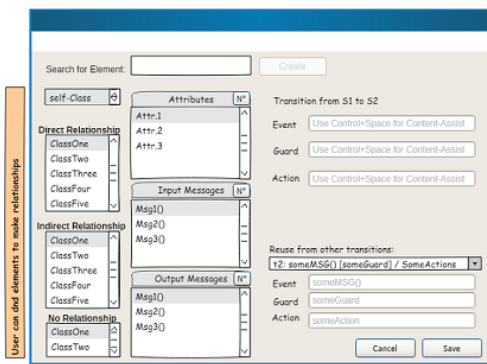 User can dnd elements to make relationships
Search for Element:
Create
self-Class
Direct Relationship
ClassOne
ClassTwo
ClassThree
ClassFour
ClassFive
Indirect Relationship
ClassOne
ClassTwo
ClassThree
ClassFour
ClassFive
No Relationship
ClassOne
ClassTwo
Attributes
N*
Attr.1
Attr.2
Attr.3
Input Messages
N*
Msg1()
Msg2()
Msg3()
Output Messages
N*
Msg1()
Msg2()
Msg3()
Transition from S1 to S2
Event Use Control+Space for Content-Assist
Guard Use Control+Space for Content-Assist
Action Use Control+Space for Content-Assist
Reuse from other transitions:
t2: someMSG() [someGuard] / SomeActions
Event someMSG()
Guard someGuard
Action someAction
Cancel
Save